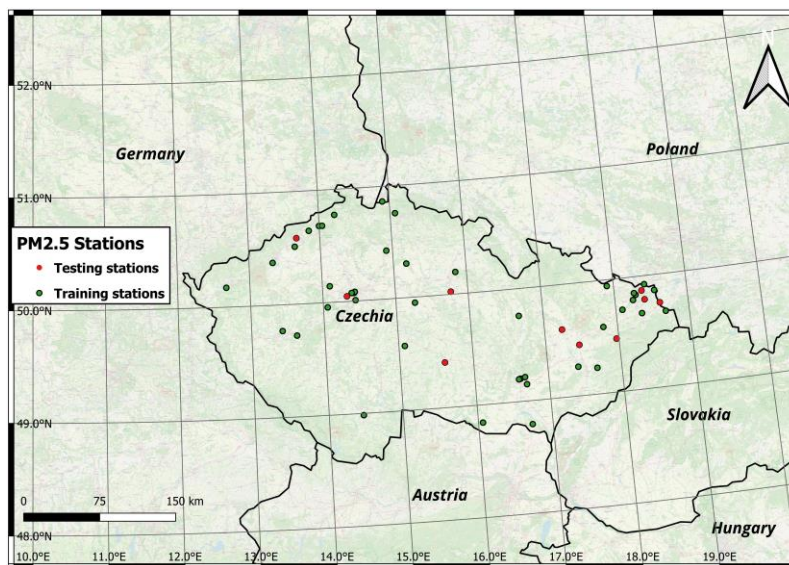 N
52.0°N
Germany
Poland
51.0°N
PM2.5 Stations
Testing stations
Training stations
50.0°N
Czechia
49.0°N
Slovakia
Austria
0 75 150 km
Hungary
48.0°N
10.0°E 11.0°E 12.0°E 13.0°E 14.0°E 15.0°E 16.0°E 17.0°E 18.0°E 19.0°E